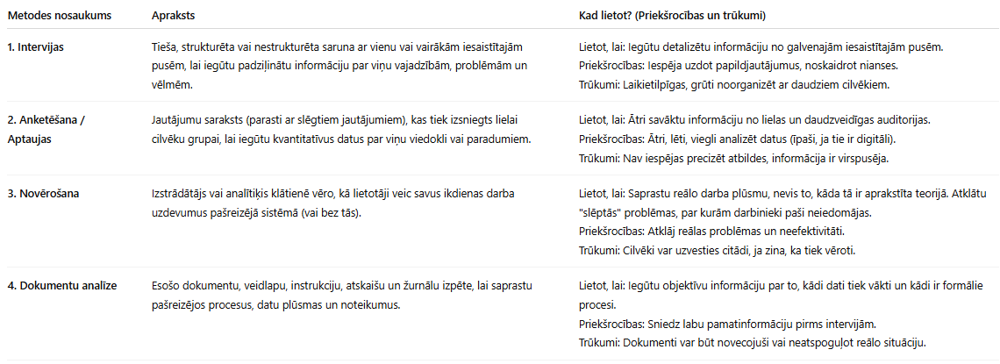 Metodes nosaukums Apraksts Kad lietot? (Priekšrocības un trūkumi)
1. Intervijas
Tieša, strukturēta vai nestrukturēta saruna ar vienu vai vairākām iesaistītajām
pusēm, lai iegūtu padziļinātu informāciju par viņu vajadzībām, problēmām un
vēlmēm.
Lietot, lai: Iegūtu detalizētu informāciju no galvenajām iesaistītajām pusēm.
Priekšrocības: Iespēja uzdot papildjautājumus, noskaidrot nianses.
Trūkumi: Laikietilpīgas, grūti noorganizēt ar daudziem cilvēkiem.
2. Anketēšana /
Aptaujas
Jautājumu saraksts (parasti ar slēgtiem jautājumiem), kas tiek izsniegts lielai
cilvēku grupai, lai iegūtu kvantitatīvus datus par viņu viedokli vai paradumiem.
Lietot, lai: Ātri savāktu informāciju no lielas un daudzveidīgas auditorijas.
Priekšrocības: Ātri, lēti, viegli analizēt datus (īpaši, ja tie ir digitāli).
Trūkumi: Nav iespējas precizēt atbildes, informācija ir virspusēja.
3. Novērošana
Izstrādātājs vai analītiķis klātienē vēro, kā lietotāji veic savus ikdienas darba
uzdevumus pašreizējā sistēmā (vai bez tās).
Lietot, lai: Saprastu reālo darba plūsmu, nevis to, kāda tā ir aprakstīta teorijā. Atklātu
"slēptās" problēmas, par kurām darbinieki paši neiedomājas.
Priekšrocības: Atklāj reālas problēmas un neefektivitāti.
Trūkumi: Cilvēki var uzvesties citādi, ja zina, ka tiek vēroti.
4. Dokumentu analīze
Esošo dokumentu, veidlapu, instrukciju, atskaišu un žurnālu izpēte, lai saprastu
pašreizējos procesus, datu plūsmas un noteikumus.
Lietot, lai: Iegūtu objektīvu informāciju par to, kādi dati tiek vākti un kādi ir formālie
procesi.
Priekšrocības: Sniedz labu pamatinformāciju pirms intervijām.
Trūkumi: Dokumenti var būt novecojuši vai neatspoguļot reālo situāciju.